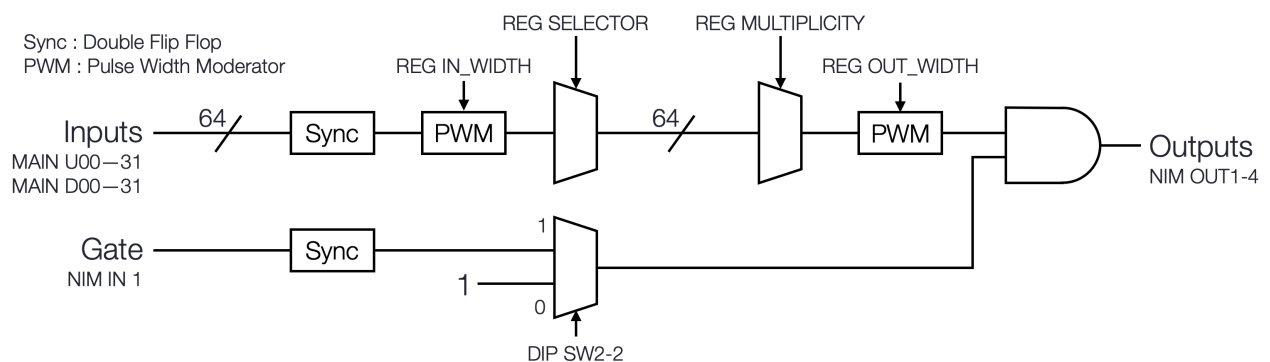 REG SELECTOR
REG MULTIPLICITY
Sync : Double Flip Flop
PWM : Pulse Width Moderator
REG IN_WIDTH
REG OUT_WIDTH
64
64
Inputs
MAIN U00—31
MAIN D00—31
Sync
PWM
PWM
Outputs
NIM OUT1-4
Gate
NIM IN 1
Sync
1
1
0
DIP SW2-2